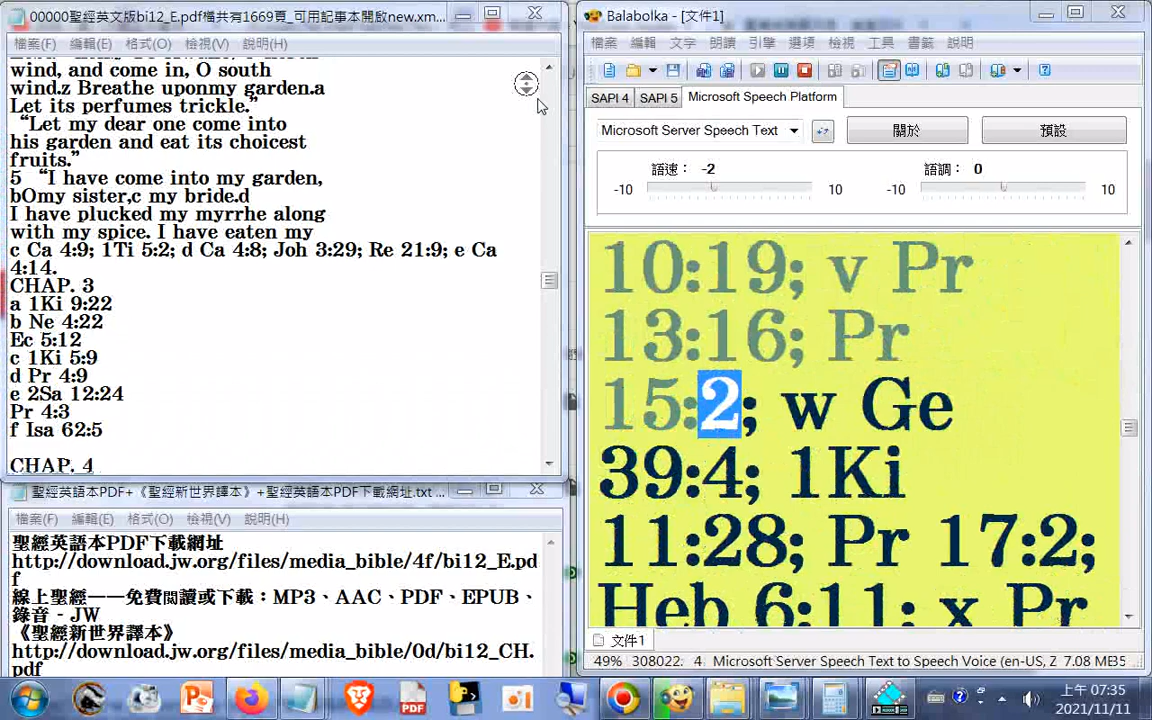 00000聖經英文版bi12_E.pdf檔共有1669頁_可用記事本開啟new.xm...
檔案(F) 編輯(E) 格式(O) 檢視(V) 說明(H)
wind, and come in, O south
wind.z Breathe uponmy garden.a
Let its perfumes trickle.”
“Let my dear one come into
his garden and eat its choicest
fruits.”
5 “I have come into my garden,
bOmy sister,c my bride.d
I have plucked my myrrhe along
with my spice. I have eaten my
c Ca 4:9; 1Ti 5:2; d Ca 4:8; Joh 3:29; Re 21:9; e Ca
4:14.
CHAP. 3
a 1Ki 9:22
b Ne 4:22
Ec 5:12
c 1Ki 5:9
d Pr 4:9
e 2Sa 12:24
Pr 4:3
f Isa 62:5
CHAP. 4
聖經英語本PDF+《聖經新世界譯本》+聖經英語本PDF下載網址.txt ...
檔案(F) 編輯(E) 格式(O) 檢視(V) 說明(H)
聖經英語本PDF下載網址
http://download.jw.org/files/media_bible/4f/bi12_E.pd
f
線上聖經——免費閱讀或下載：MP3、AAC、PDF、EPUB、
錄音 - JW
《聖經新世界譯本》
http://download.jw.org/files/media_bible/0d/bi12_CH.
pdf
Balabolka - [文件1]
檔案 編輯 文字 朗讀 引擎 選項 檢視 工具 書籤 說明
SAPI 4 SAPI 5 Microsoft Speech Platform
Microsoft Server Speech Text 關於 預設
語速： -2 語調： 0
-10 10 -10 10
10:19; v Pr
13:16; Pr
15:2; w Ge
39:4; 1Ki
11:28; Pr 17:2;
Heb 6:11; x Pr
文件1
49% 308022: 4 Microsoft Server Speech Text to Speech Voice (en-US, Z 7.08 MB
PDF
上午 07:35
2021/11/11